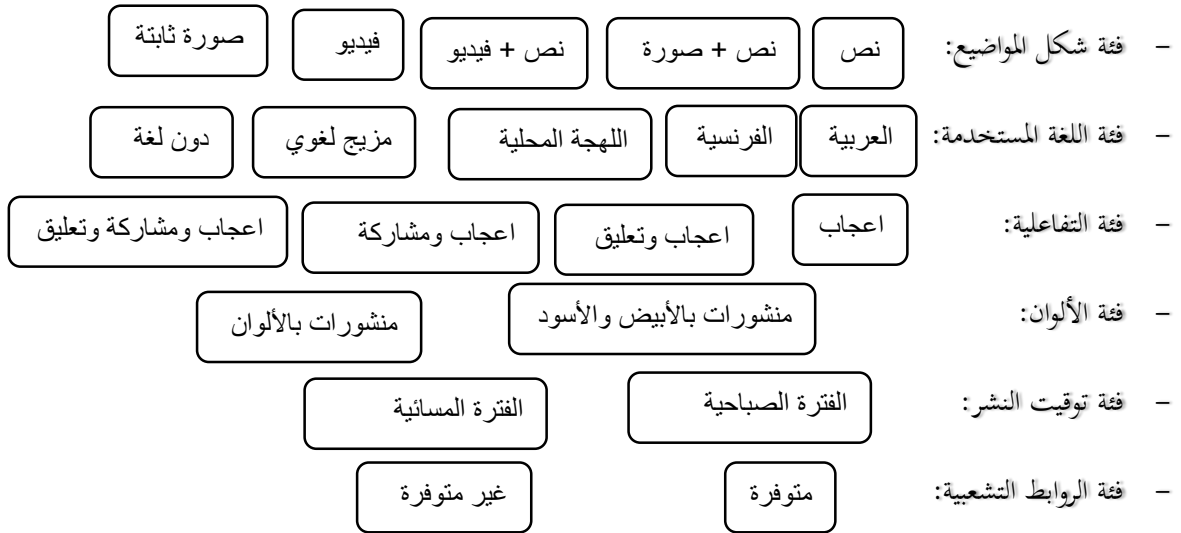 - فئة شكل المواضيع: نص نص + صورة نص + فيديو فيديو صورة ثابتة
- فئة اللغة المستخدمة: العربية الفرنسية اللهجة المحلية مزيج لغوي دون لغة
- فئة التفاعلية: اعجاب اعجاب وتعليق اعجاب ومشاركة اعجاب ومشاركة وتعليق
- فئة الألوان: منشورات بالأبيض والأسود منشورات بالألوان
- فئة توقيت النشر: الفترة الصباحية الفترة المسائية
- فئة الروابط التشعبية: متوفرة غير متوفرة